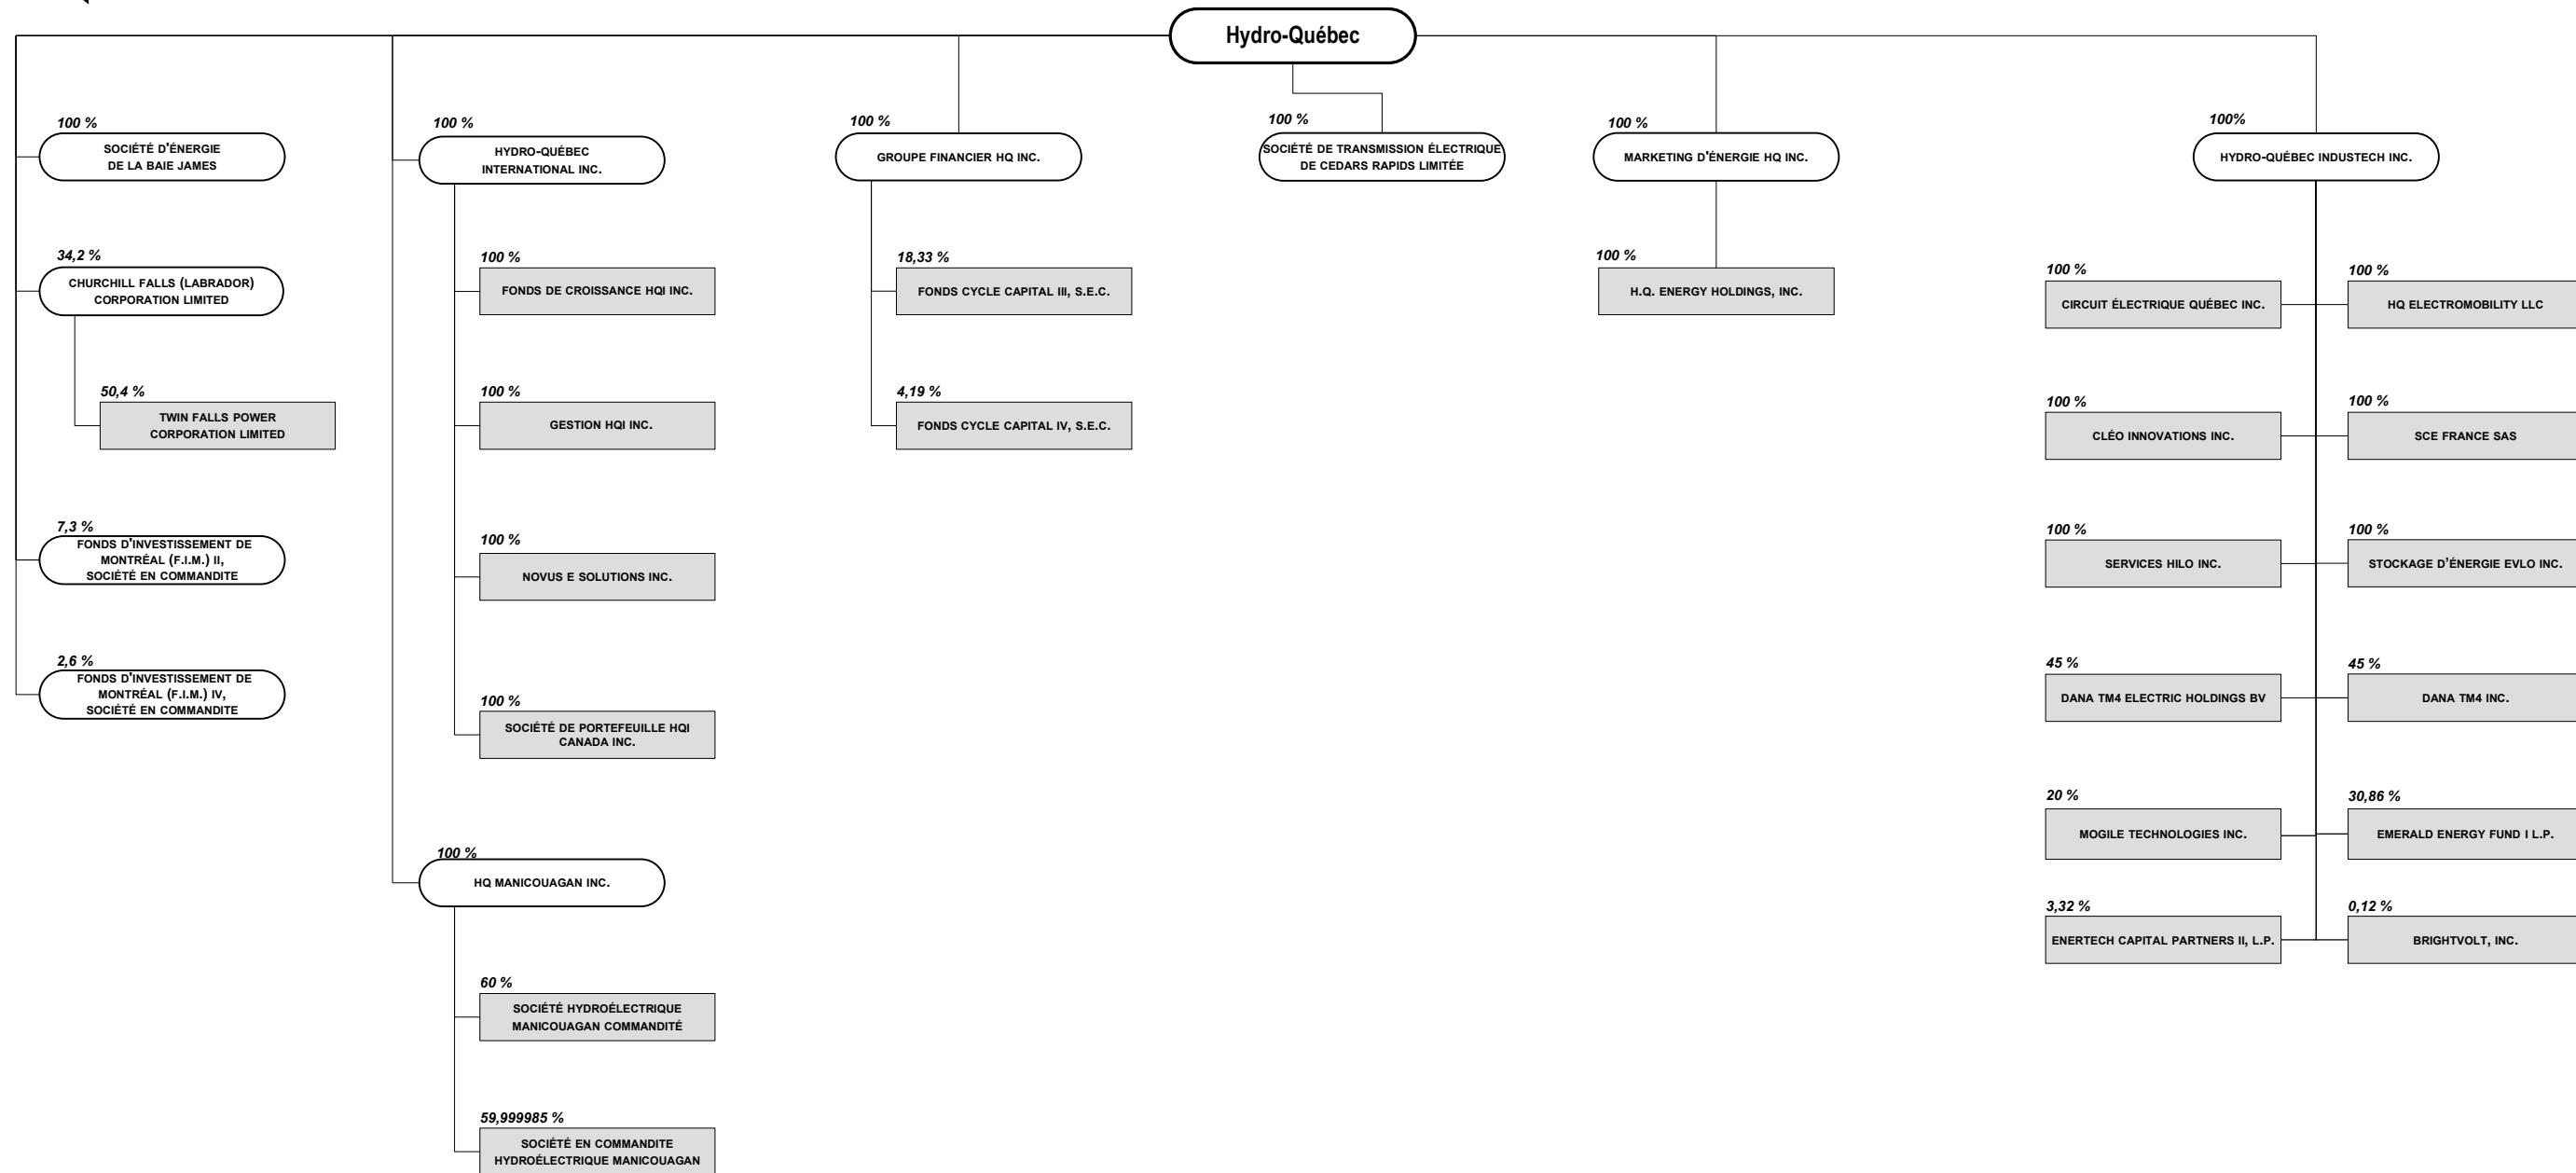 Hydro-Québec
100 %
SOCIÉTÉ D'ÉNERGIE
DE LA BAIE JAMES
34,2 %
CHURCHILL FALLS (LABRADOR)
CORPORATION LIMITED
50,4 %
TWIN FALLS POWER
CORPORATION LIMITED
7,3 %
FONDS D'INVESTISSEMENT DE
MONTRÉAL (F.I.M.) II,
SOCIÉTÉ EN COMMANDITE
2,6 %
FONDS D'INVESTISSEMENT DE
MONTRÉAL (F.I.M.) IV,
SOCIÉTÉ EN COMMANDITE
100 %
HYDRO-QUÉBEC
INTERNATIONAL INC.
100 %
FONDS DE CROISSANCE HQI INC.
100 %
GESTION HQI INC.
100 %
NOVUS E SOLUTIONS INC.
100 %
SOCIÉTÉ DE PORTEFEUILLE HQI
CANADA INC.
100 %
HQ MANICOUAGAN INC.
60 %
SOCIÉTÉ HYDROÉLECTRIQUE
MANICOUAGAN COMMANDITÉ
59,999985 %
SOCIÉTÉ EN COMMANDITE
HYDROÉLECTRIQUE MANICOUAGAN
100 %
GROUPE FINANCIER HQ INC.
18,33 %
FONDS CYCLE CAPITAL III, S.E.C.
4,19 %
FONDS CYCLE CAPITAL IV, S.E.C.
100 %
SOCIÉTÉ DE TRANSMISSION ÉLECTRIQUE
DE CEDARS RAPIDS LIMITÉE
100 %
MARKETING D'ÉNERGIE HQ INC.
100 %
H.Q. ENERGY HOLDINGS, INC.
100%
HYDRO-QUÉBEC INDUSTECH INC.
100 %
CIRCUIT ÉLECTRIQUE QUÉBEC INC.
100 %
HQ ELECTROMOBILITY LLC
100 %
CLÉO INNOVATIONS INC.
100 %
SCE FRANCE SAS
100 %
SERVICES HILO INC.
100 %
STOCKAGE D’ÉNERGIE EVLO INC.
45 %
DANA TM4 ELECTRIC HOLDINGS BV
45 %
DANA TM4 INC.
20 %
MOGILE TECHNOLOGIES INC.
30,86 %
EMERALD ENERGY FUND I L.P.
3,32 %
ENERTECH CAPITAL PARTNERS II, L.P.
0,12 %
BRIGHTVOLT, INC.